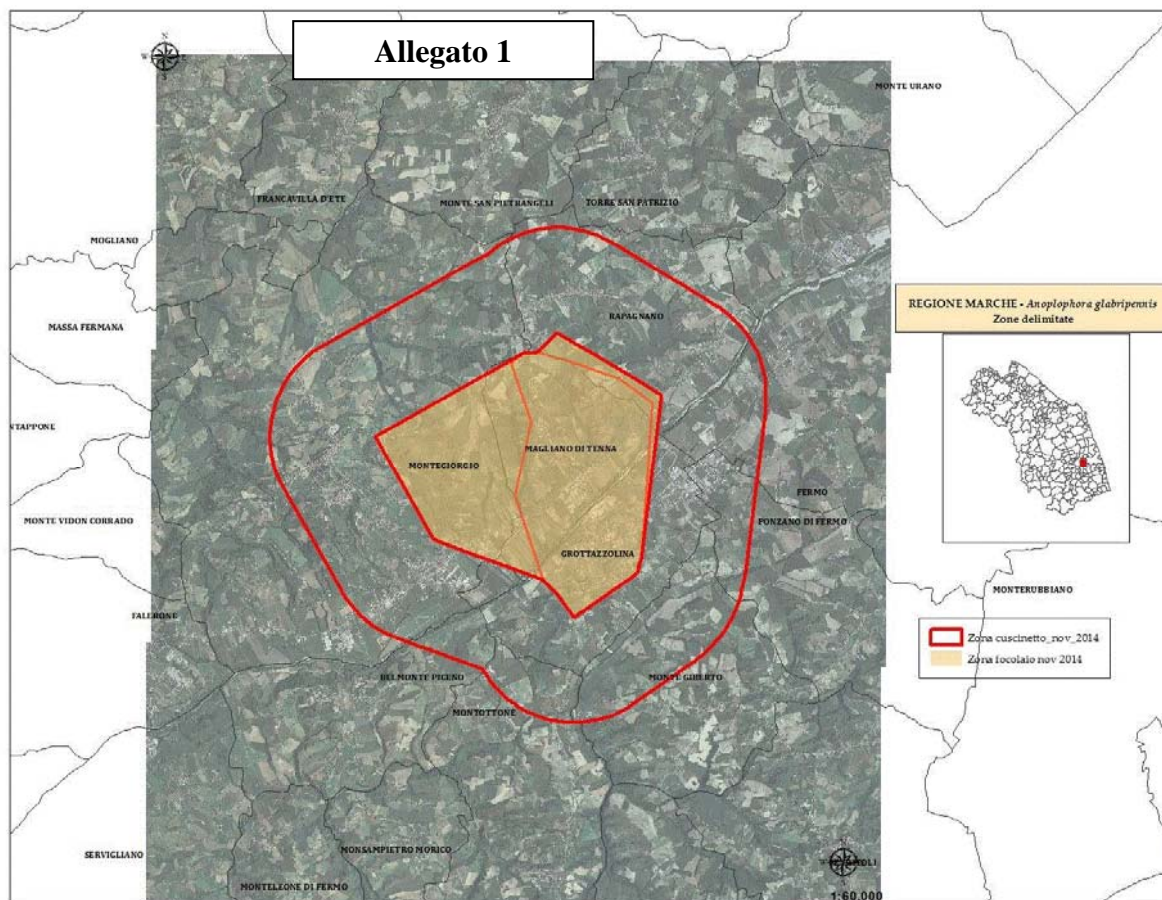 Allegato 1
N
W
E
S
MONTE URANO
FRANCAVILLA D'ETE
MONTE SAN PIETRANGELI
TORRE SAN PATRIZIO
MOGLIANO
REGIONE MARCHE - Anoplophora glabripennis
Zone delimitate
MASSA FERMANA
RAPAGNANO
NTAPPONE
MAGLIANO DI TENNA
MONTEGIORGIO
FERMO
MONTE VIDON CORRADO
PONZANO DI FERMO
GROTTAZZOLINA
MONTERUBBIANO
FALERONE
Zona cuscinetto_nov_2014
Zona focolaio nov 2014
BELMONTE PICENO
MONTE GIBERTO
MONTOTTONE
SERVIGLIANO
MONSAMPIETRO MORICO
MONTELEONE DI FERMO
W
S
1:60.000